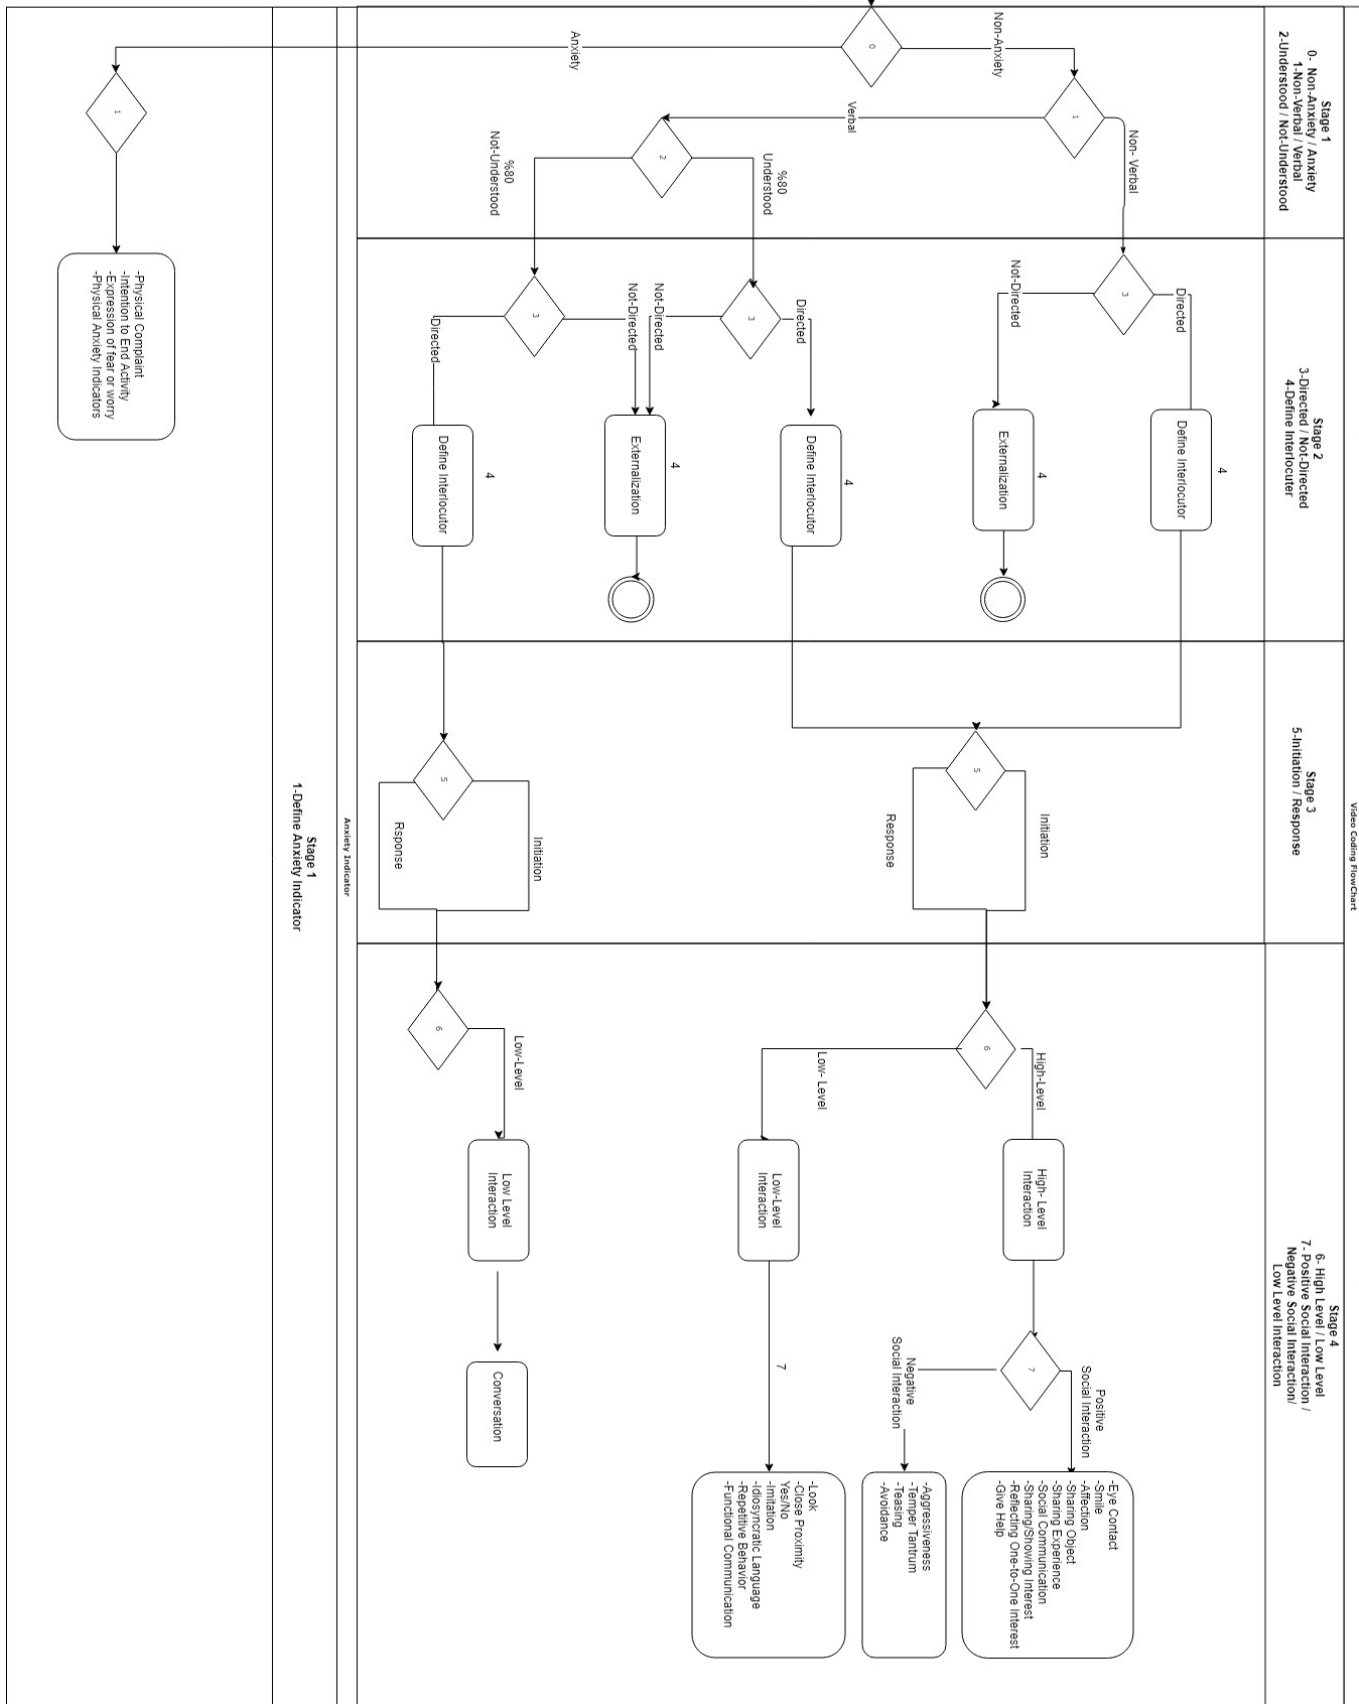 Video Coding FlowChart
Stage 1
0- Non-Anxiety / Anxiety
1-Non-Verbal / Verbal
2-Understood / Not-Understood
Stage 2
3-Directed / Not-Directed
4-Define Interlocuter
Stage 3
5-Initiation / Response
Stage 4
6- High Level / Low Level
7- Positive Social Interaction /
Negative Social Interaction/
Low Level Interaction
0
Non-Anxiety
Anxiety
1
Non- Verbal
Verbal
2
%80
Understood
%80
Not-Understood
3
Directed
Not-Directed
4
Define Interlocutor
4
Externalization
3
Directed
Not-Directed
4
Define Interlocutor
3
Not-Directed
Directed
4
Externalization
4
Define Interlocutor
5
Initiation
Response
5
Initiation
Rsponse
6
High-Level
Low- Level
High- Level
Interaction
7
Positive
Social Interaction
Negative
Social Interaction
-Eye Contact
-Smile
-Affection
-Sharing Object
-Sharing Experience
-Social Communication
-Sharing/Showing Interest
-Reflecting One-to-One Interest
-Give Help
-Aggressiveness
-Temper Tantrum
-Teasing
-Avoidance
Low-Level
Interaction
7
-Look
-Close Proximity
Yes/No
-Imitation
-Idiosyncratic Language
-Repetitive Behavior
-Functional Communication
6
Low-Level
Low Level
Interaction
Conversation
Anxiety Indicator
Stage 1
1-Define Anxiety Indicator
1
-Physical Complaint
-Intention to End Activity
-Expression of fear or worry
-Physical Anxiety Indicators